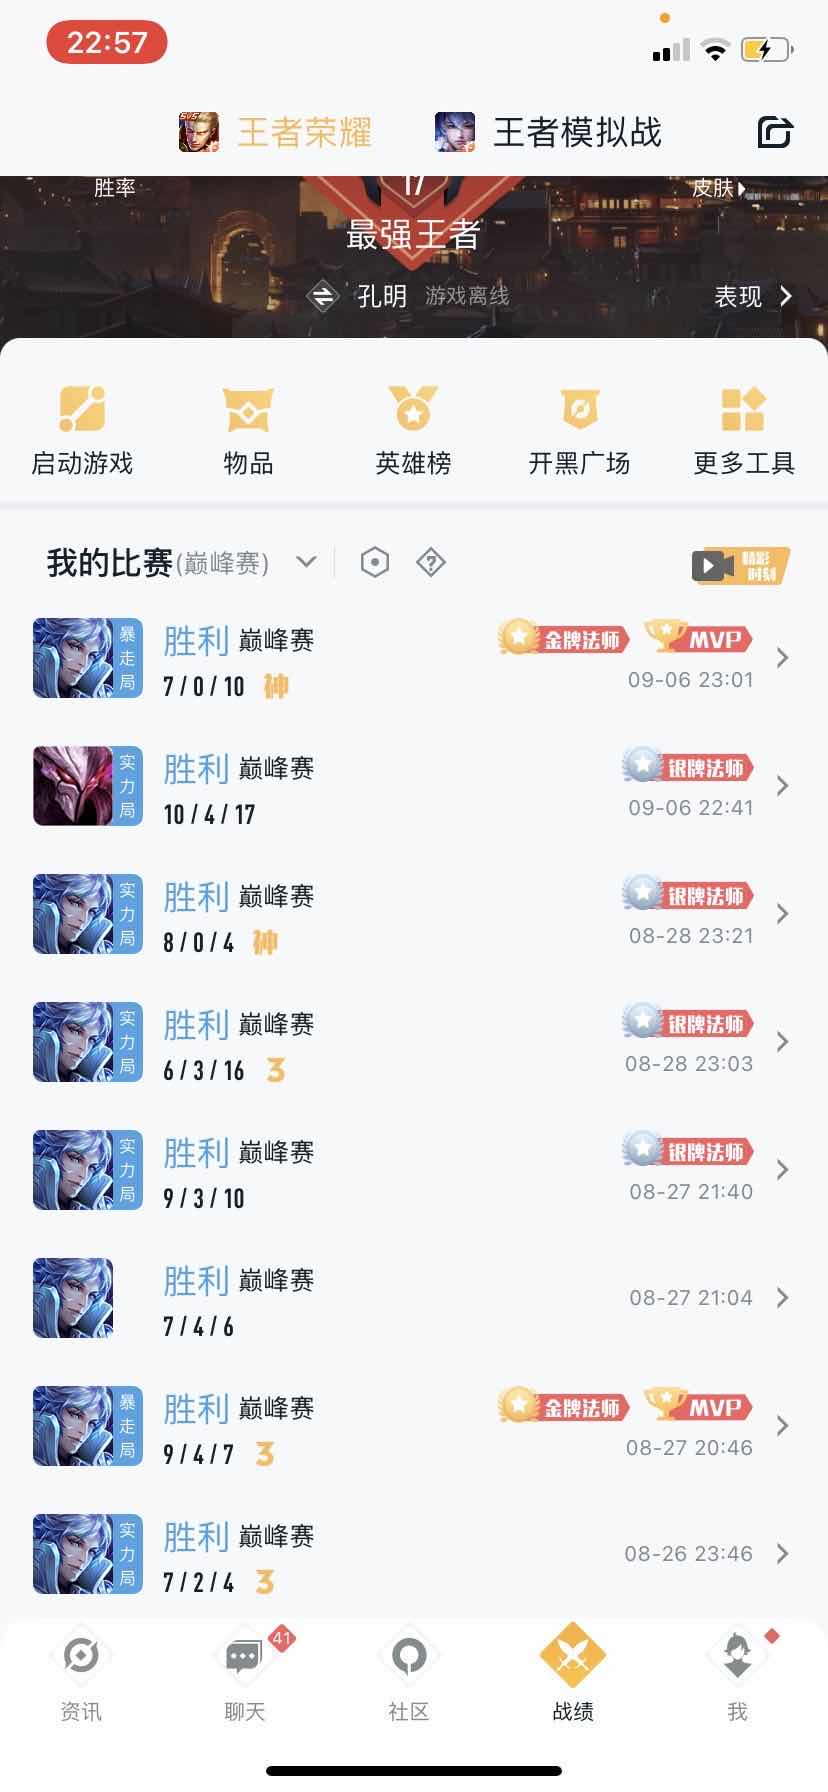 22:57
王者荣耀 王者模拟战
胜率 17 皮肤
最强王者
孔明 游戏离线 表现
启动游戏 物品 英雄榜 开黑广场 更多工具
我的比赛(巅峰赛) 精彩时刻
暴走局 胜利 巅峰赛 金牌法师 MVP
7 / 0 / 10 神 09-06 23:01
实力局 胜利 巅峰赛 银牌法师
10 / 4 / 17 09-06 22:41
实力局 胜利 巅峰赛 银牌法师
8 / 0 / 4 神 08-28 23:21
实力局 胜利 巅峰赛 银牌法师
6 / 3 / 16 3 08-28 23:03
实力局 胜利 巅峰赛 银牌法师
9 / 3 / 10 08-27 21:40
胜利 巅峰赛
7 / 4 / 6 08-27 21:04
暴走局 胜利 巅峰赛 金牌法师 MVP
9 / 4 / 7 3 08-27 20:46
实力局 胜利 巅峰赛
7 / 2 / 4 3 08-26 23:46
41
资讯 聊天 社区 战绩 我